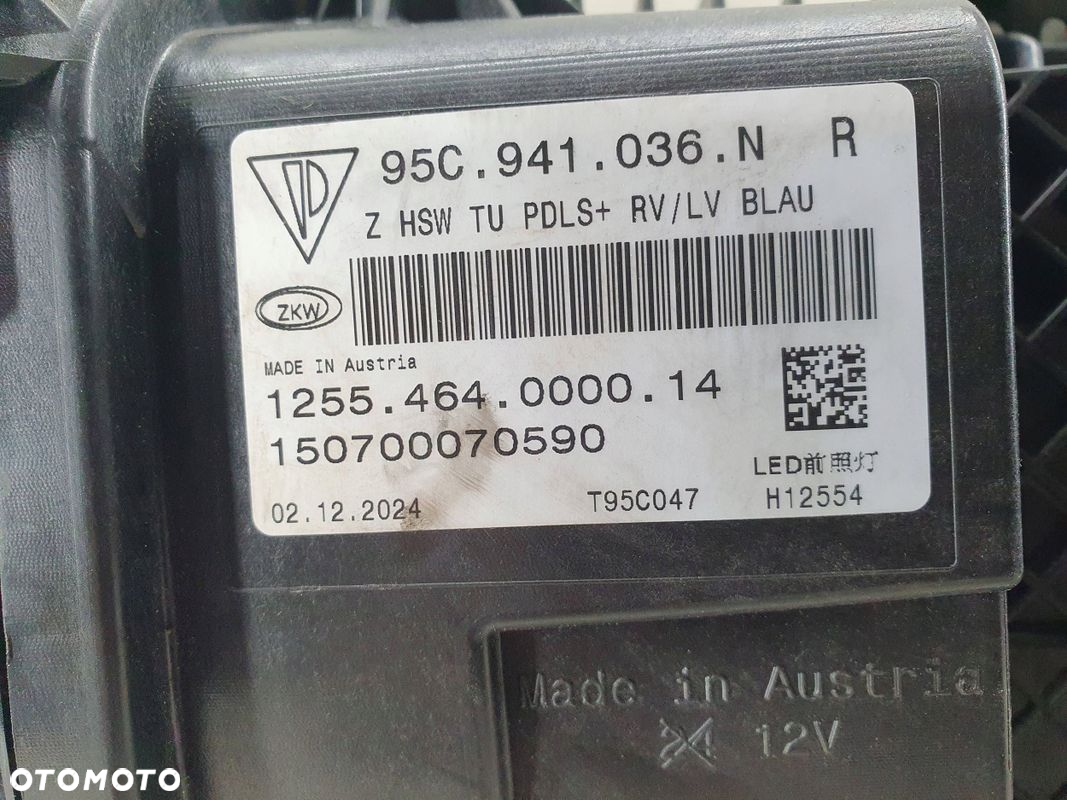 95C.941.036.N R
Z HSW TU PDLS+ RV/LV BLAU
ZKW
MADE IN Austria
1255.464.0000.14
150700070590
LED前照灯
02.12.2024 T95C047 H12554
Made in Austria
24 12V
OTOMOTO